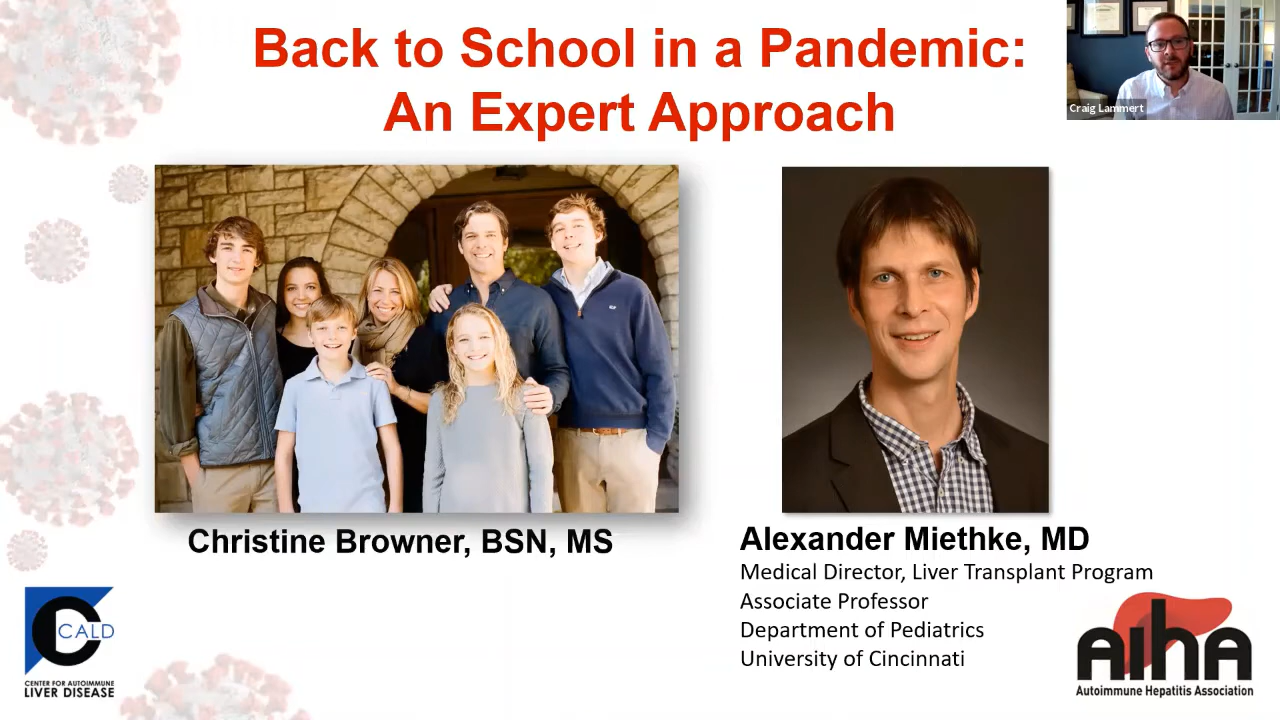 Back to School in a Pandemic:
An Expert Approach
Craig Lammert
Christine Browner, BSN, MS
Alexander Miethke, MD
Medical Director, Liver Transplant Program
Associate Professor
Department of Pediatrics
University of Cincinnati
C
CALD
CENTER FOR AUTOIMMUNE
LIVER DISEASE
AIHA
Autoimmune Hepatitis Association